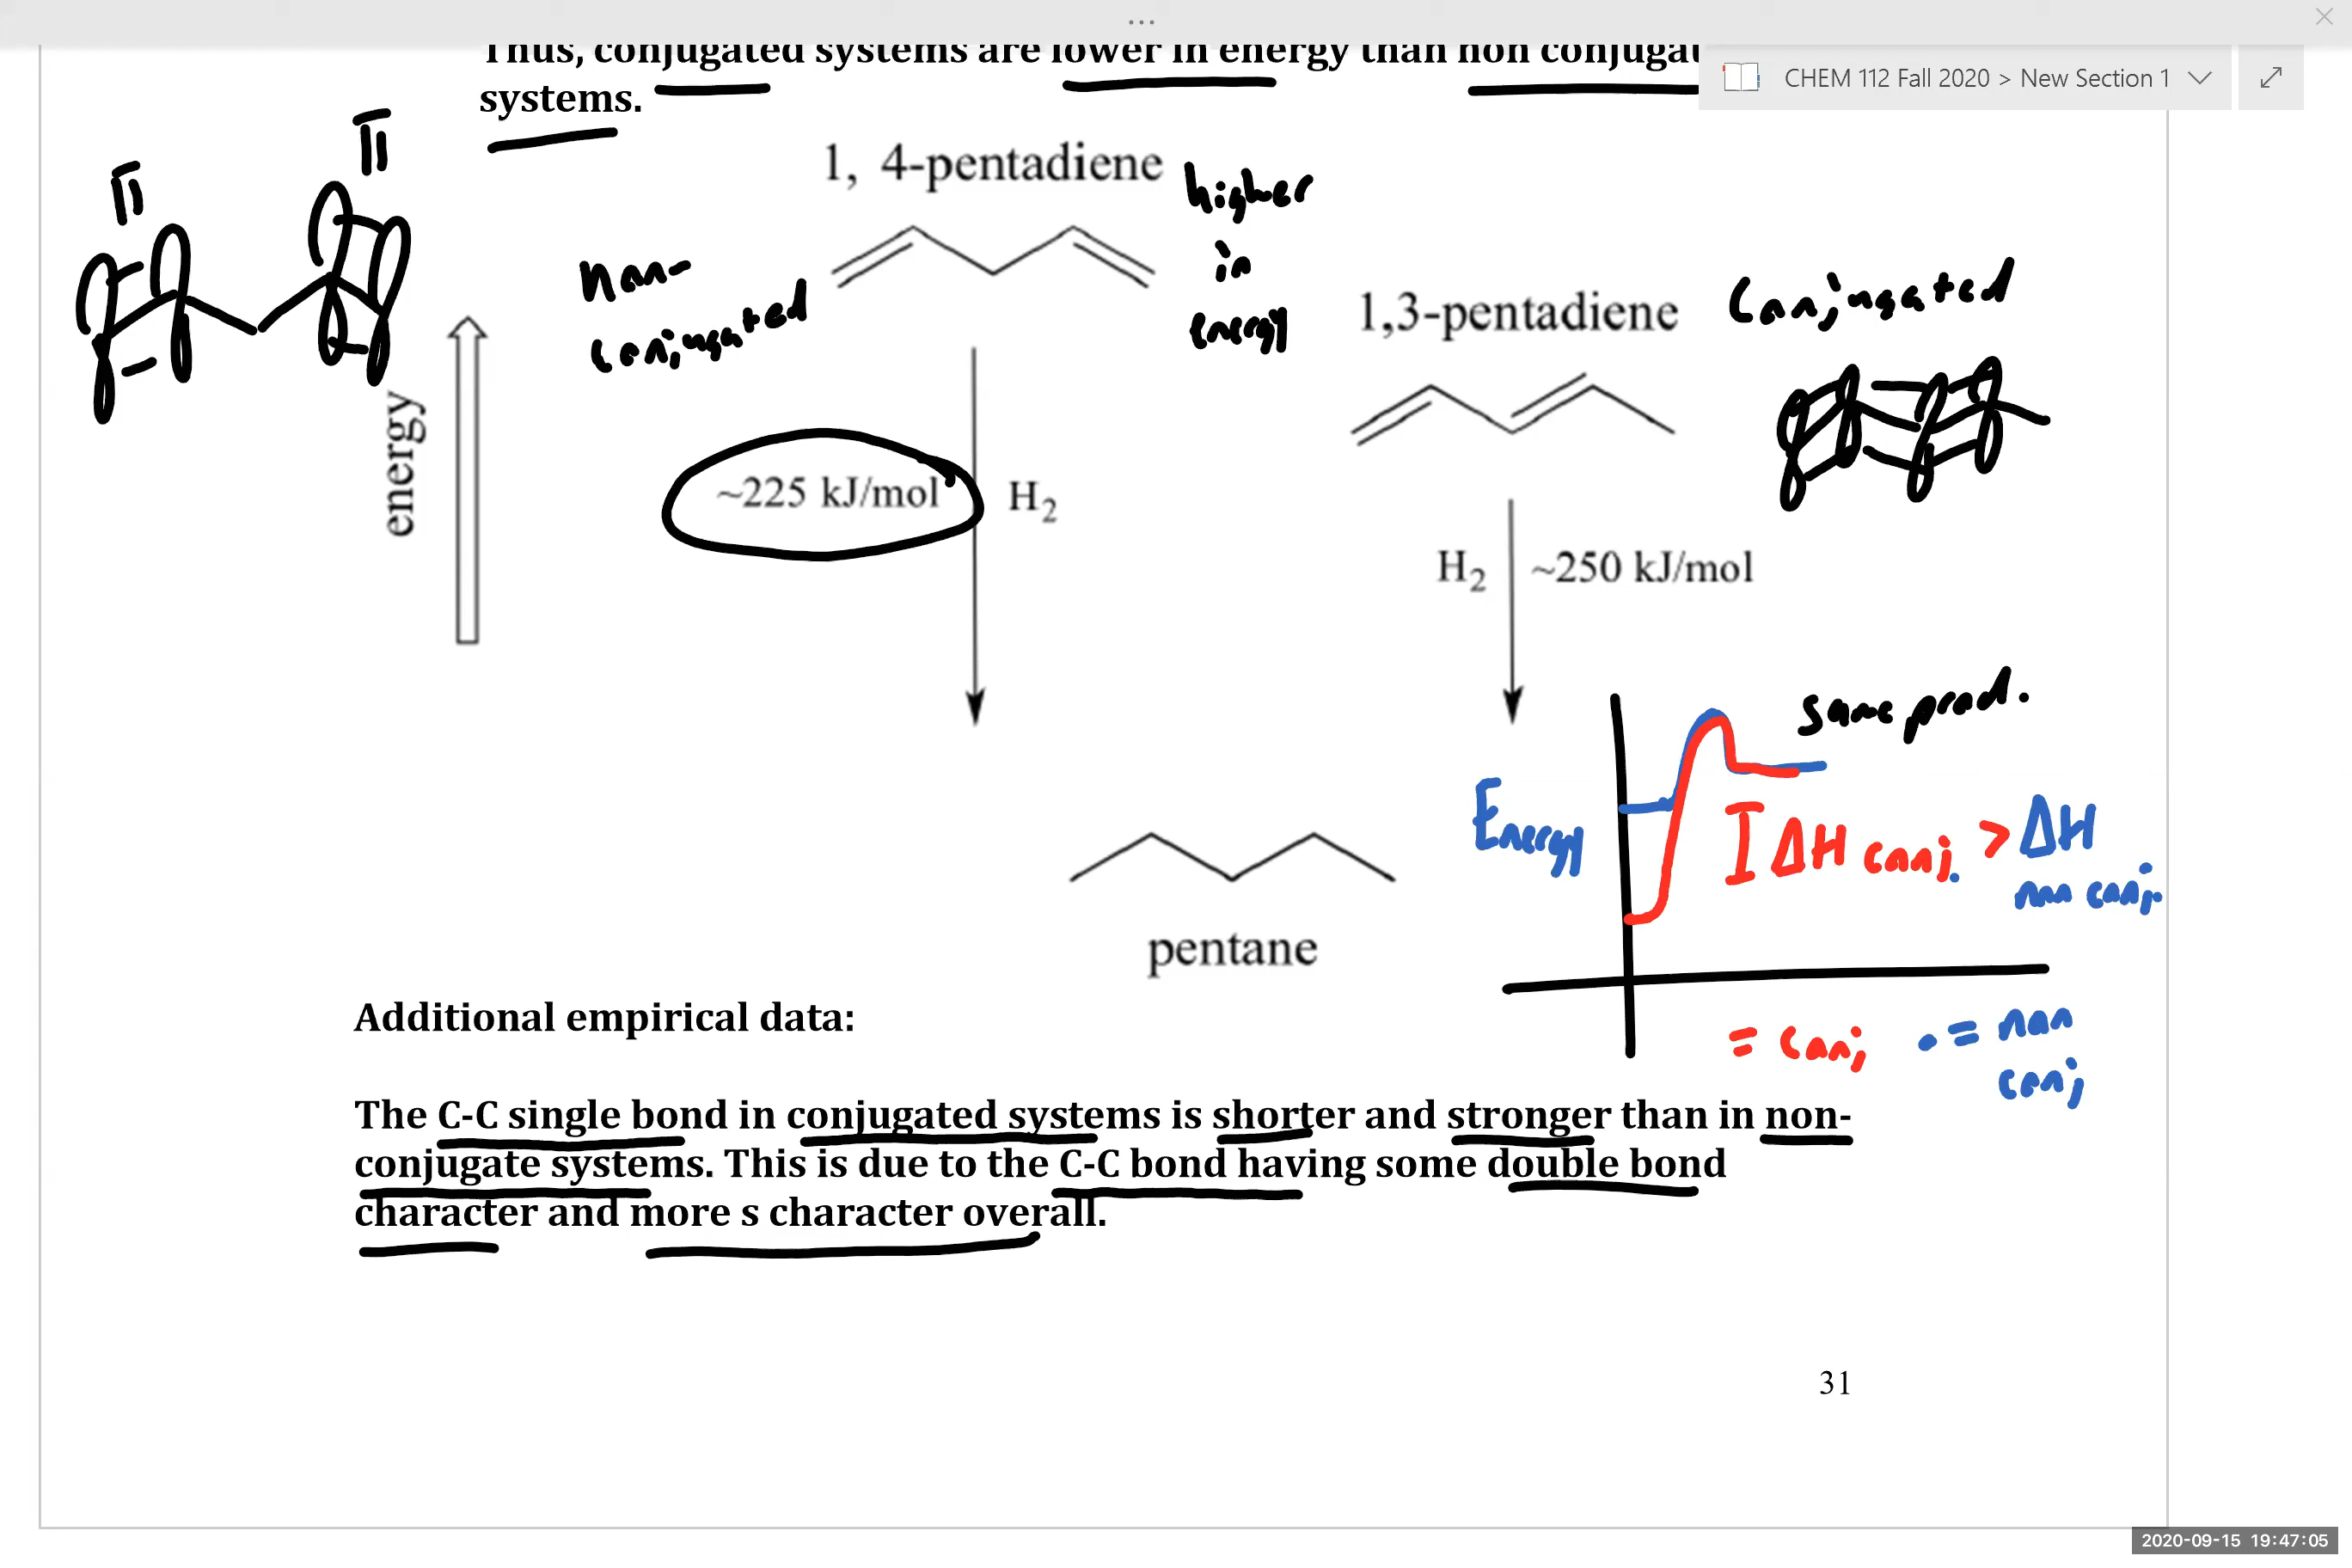 Thus, conjugated systems are lower in energy than non conjugat
systems.
CHEM 112 Fall 2020 > New Section 1
π
π
1, 4-pentadiene
higher
in
energy
non-
conjugated
1,3-pentadiene
Conjugated
energy
~225 kJ/mol
H₂
H₂
~250 kJ/mol
same prod.
Energy
ΔH conj. > ΔH
non conj.
pentane
= conj
= non
conj
Additional empirical data:
The C-C single bond in conjugated systems is shorter and stronger than in non-
conjugate systems. This is due to the C-C bond having some double bond
character and more s character overall.
31
2020-09-15 19:47:05